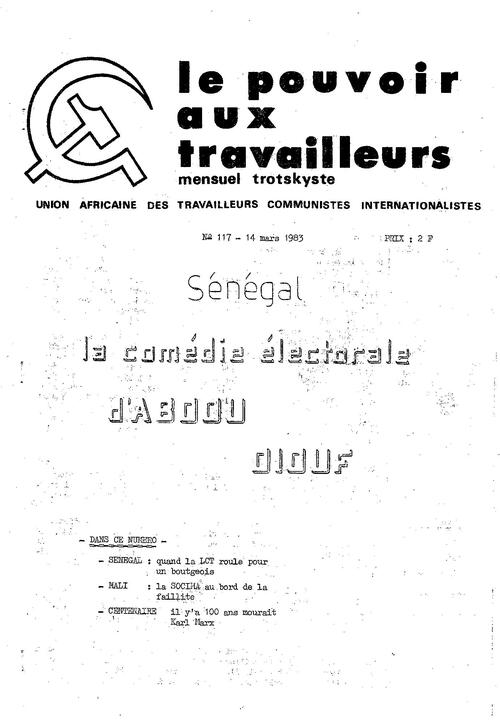 le pouvoir
aux
travailleurs
mensuel trotskyste
UNION AFRICAINE DES TRAVAILLEURS COMMUNISTES INTERNATIONALISTES
Nº 117 - 14 mars 1983 PRIX : 2 F
Sénégal
la comédie électorale
d'ABDOU
DIOUF
- DANS CE NUMERO -
- SENEGAL : quand la LCT roule pour
un boutgeois
- MALI : la SOCIMA au bord de la
faillite
- CENTENAIRE il y'a 100 ans mourait
Karl Marx